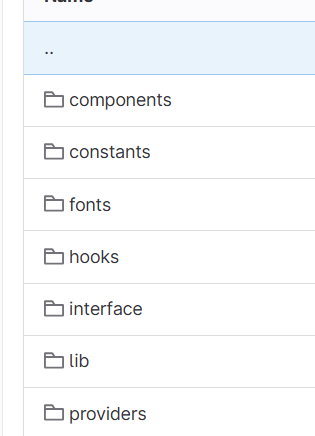 ..
components
constants
fonts
hooks
interface
lib
providers